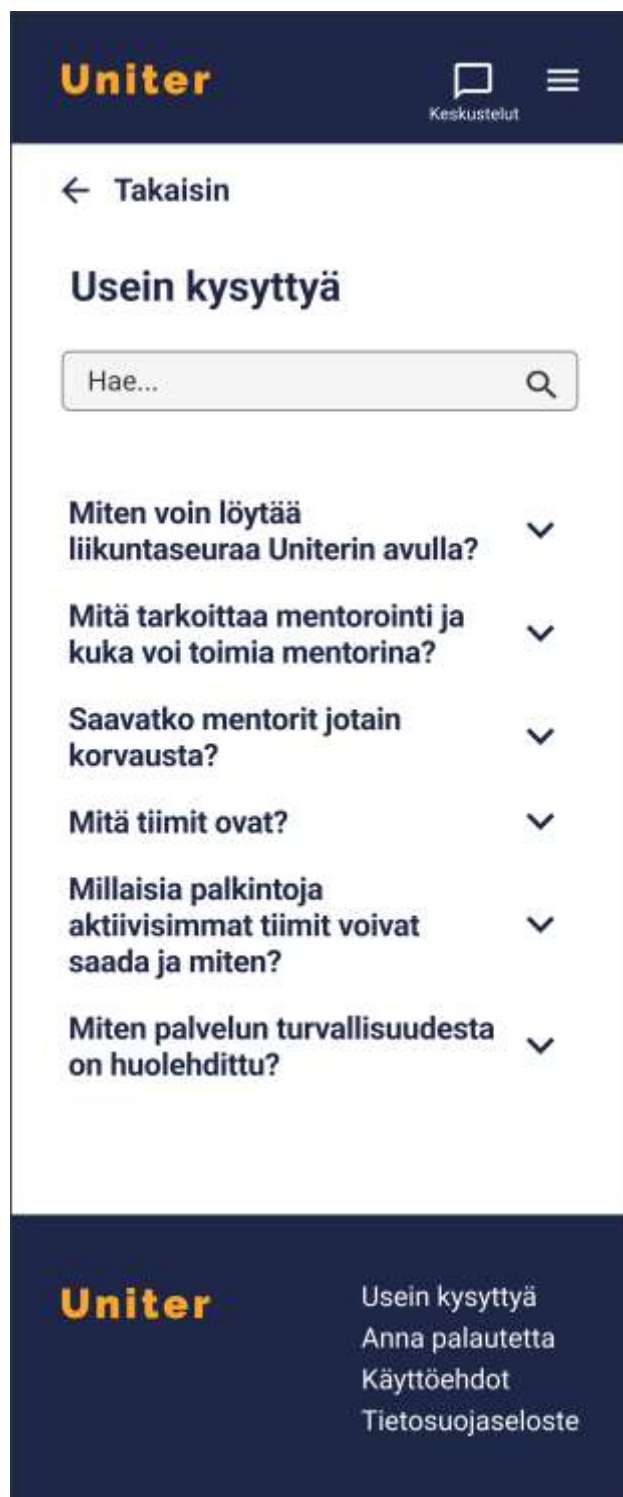 Uniter
Keskustelut
Takaisin
Usein kysyttyä
Hae...
Miten voin löytää
liikuntaseuraa Uniterin avulla?
Mitä tarkoittaa mentorointi ja
kuka voi toimia mentorina?
Saavatko mentorit jotain
korvausta?
Mitä tiimit ovat?
Millaisia palkintoja
aktiivisimmat tiimit voivat
saada ja miten?
Miten palvelun turvallisuudesta
on huolehdittu?
Uniter
Usein kysyttyä
Anna palautetta
Käyttöehdot
Tietosuojaseloste